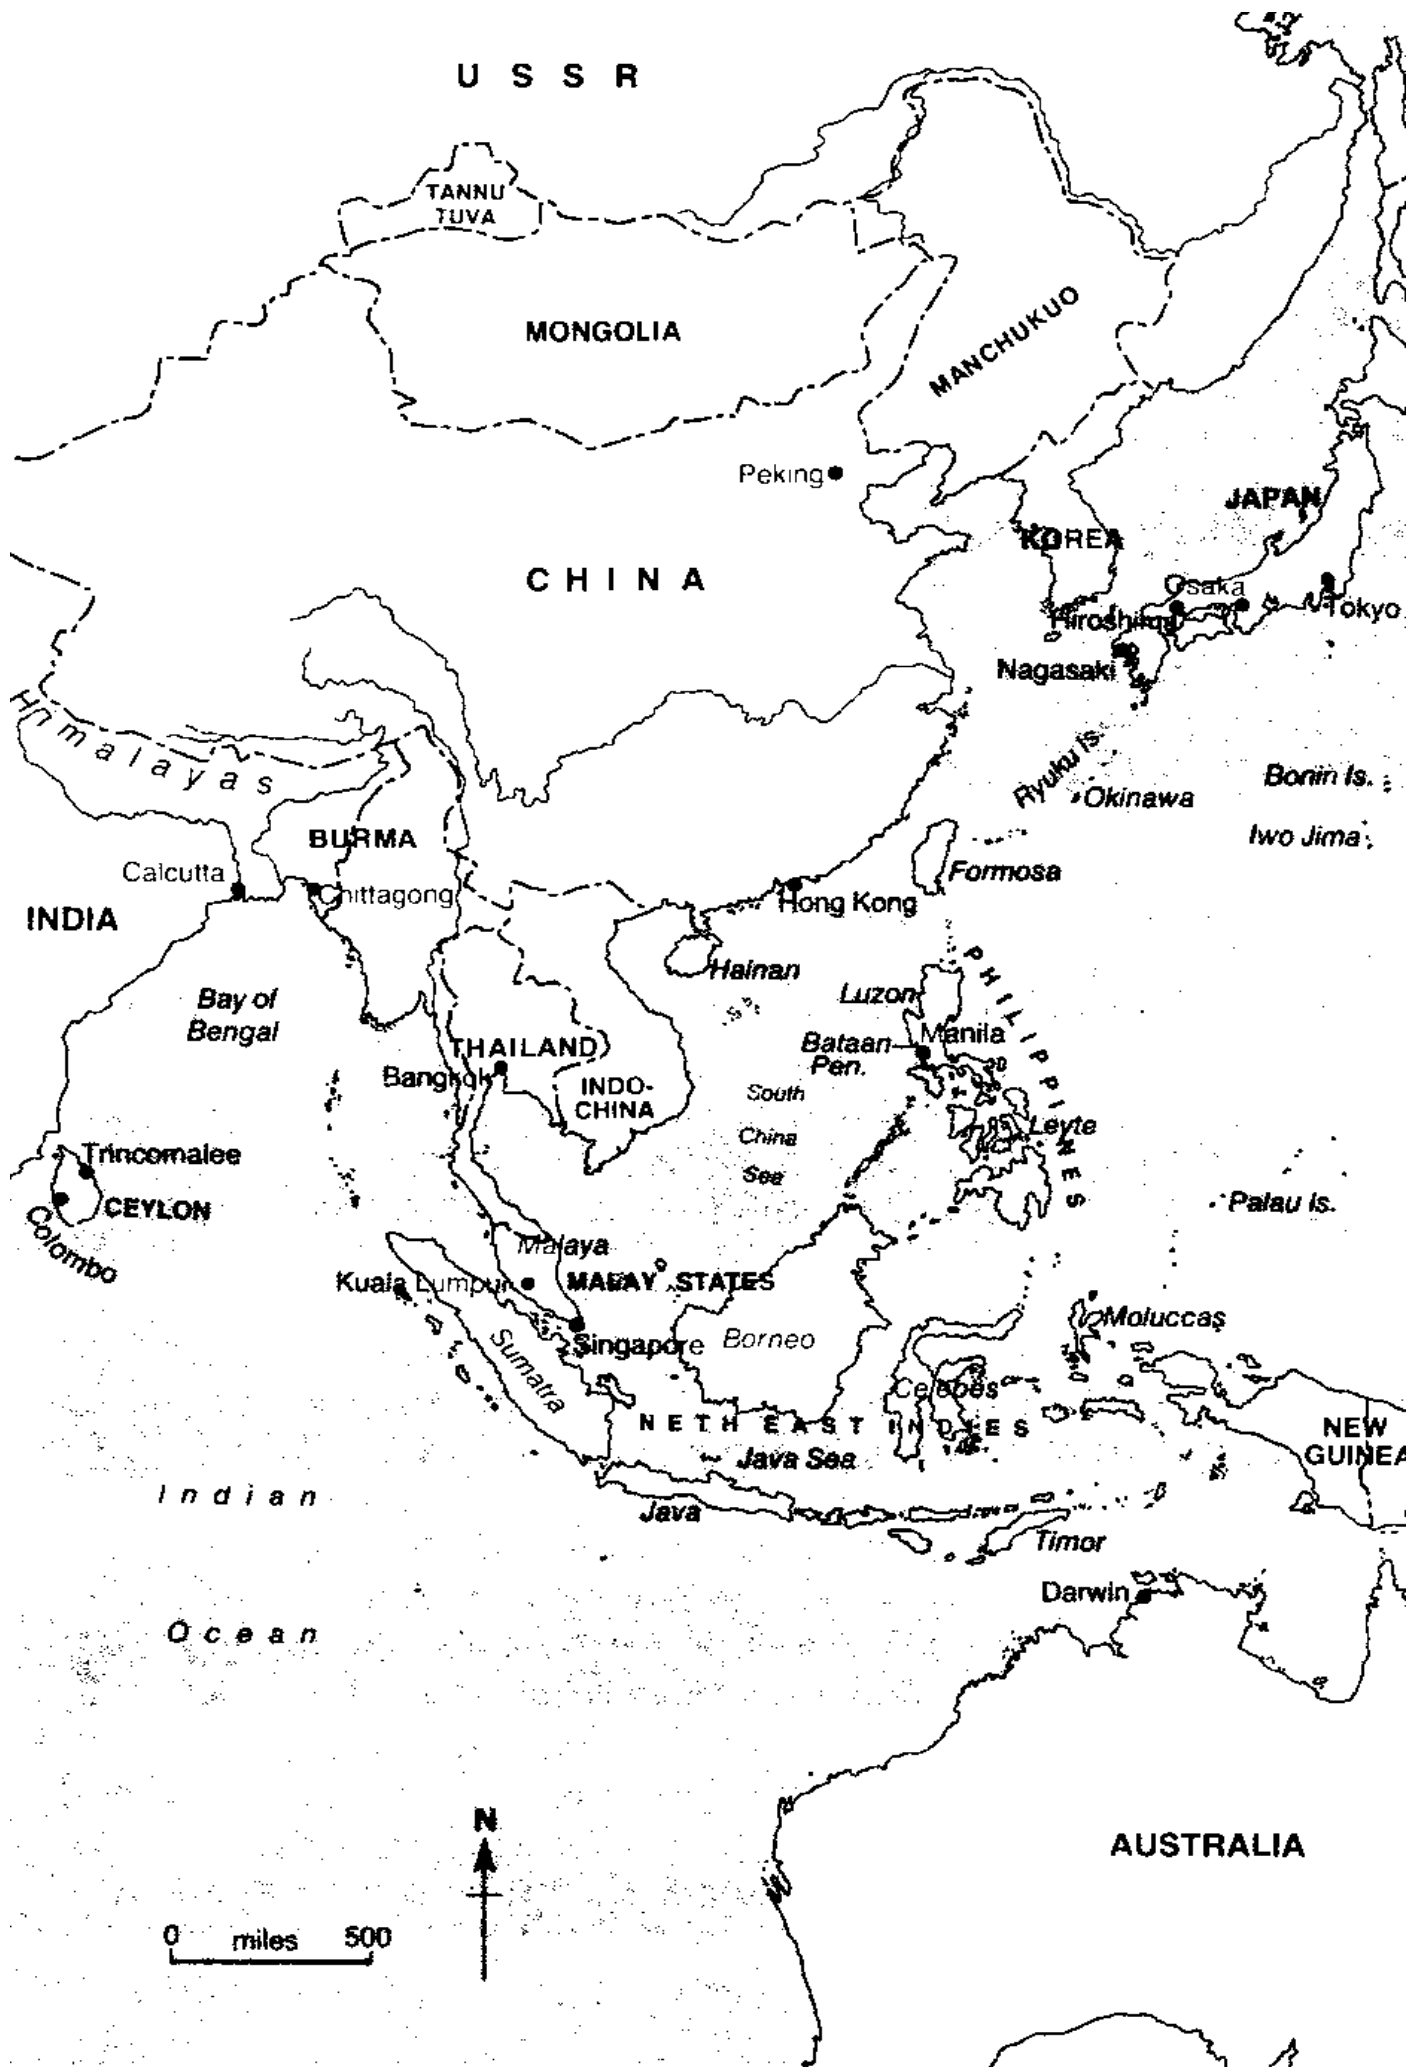 USSR
TANNU
TUVA
MONGOLIA
MANCHUKUO
Peking
JAPAN
KOREA
CHINA
Osaka
Hiroshima
Tokyo
Nagasaki
Himalayas
Ryuku Is.
Okinawa
Bonin Is.
Iwo Jima
BURMA
Calcutta
Chittagong
Formosa
Hong Kong
INDIA
Hainan
PHILIPPINES
Luzon
Bay of
Bengal
Manila
Bataan
Pen.
THAILAND
Bangkok
INDO-
CHINA
South
China
Sea
Leyte
Trincomalee
CEYLON
Colombo
Palau Is.
Malaya
Kuala Lumpur
MALAY STATES
Moluccas
Singapore
Borneo
Sumatra
Celebes
NETH EAST INDIES
NEW
GUINEA
Java Sea
Indian
Java
Timor
Darwin
Ocean
N
AUSTRALIA
0 miles 500